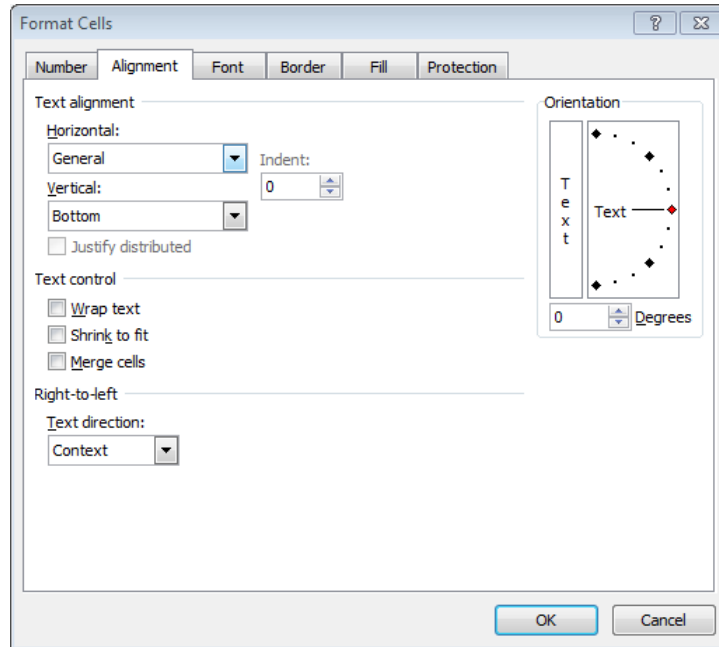 Format Cells
Number Alignment Font Border Fill Protection
Text alignment
Horizontal:
General
Indent:
0
Vertical:
Bottom
Justify distributed
Text control
Wrap text
Shrink to fit
Merge cells
Right-to-left
Text direction:
Context
Orientation
Text
Text
0 Degrees
OK Cancel